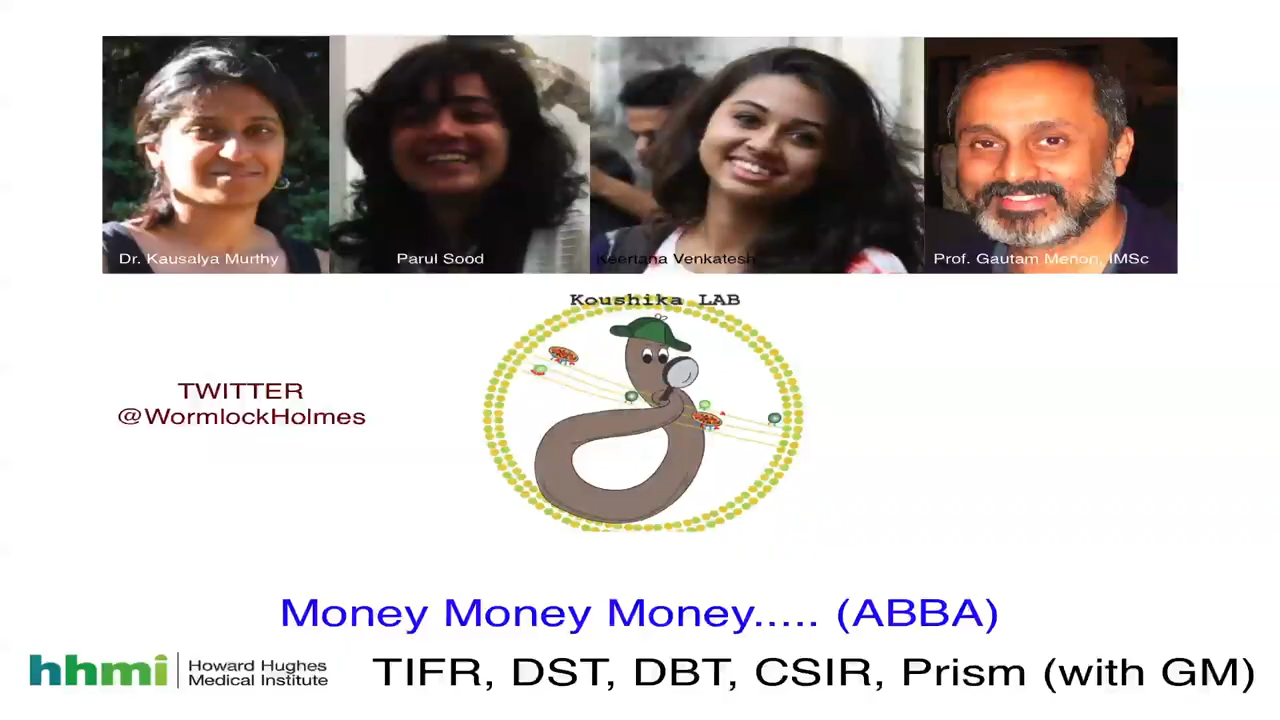 Dr. Kausalya Murthy
Parul Sood
Keertana Venkatesh
Prof. Gautam Menon, IMSc
Koushika LAB
TWITTER
@WormlockHolmes
Money Money Money..... (ABBA)
hhmi Howard Hughes
Medical Institute
TIFR, DST, DBT, CSIR, Prism (with GM)